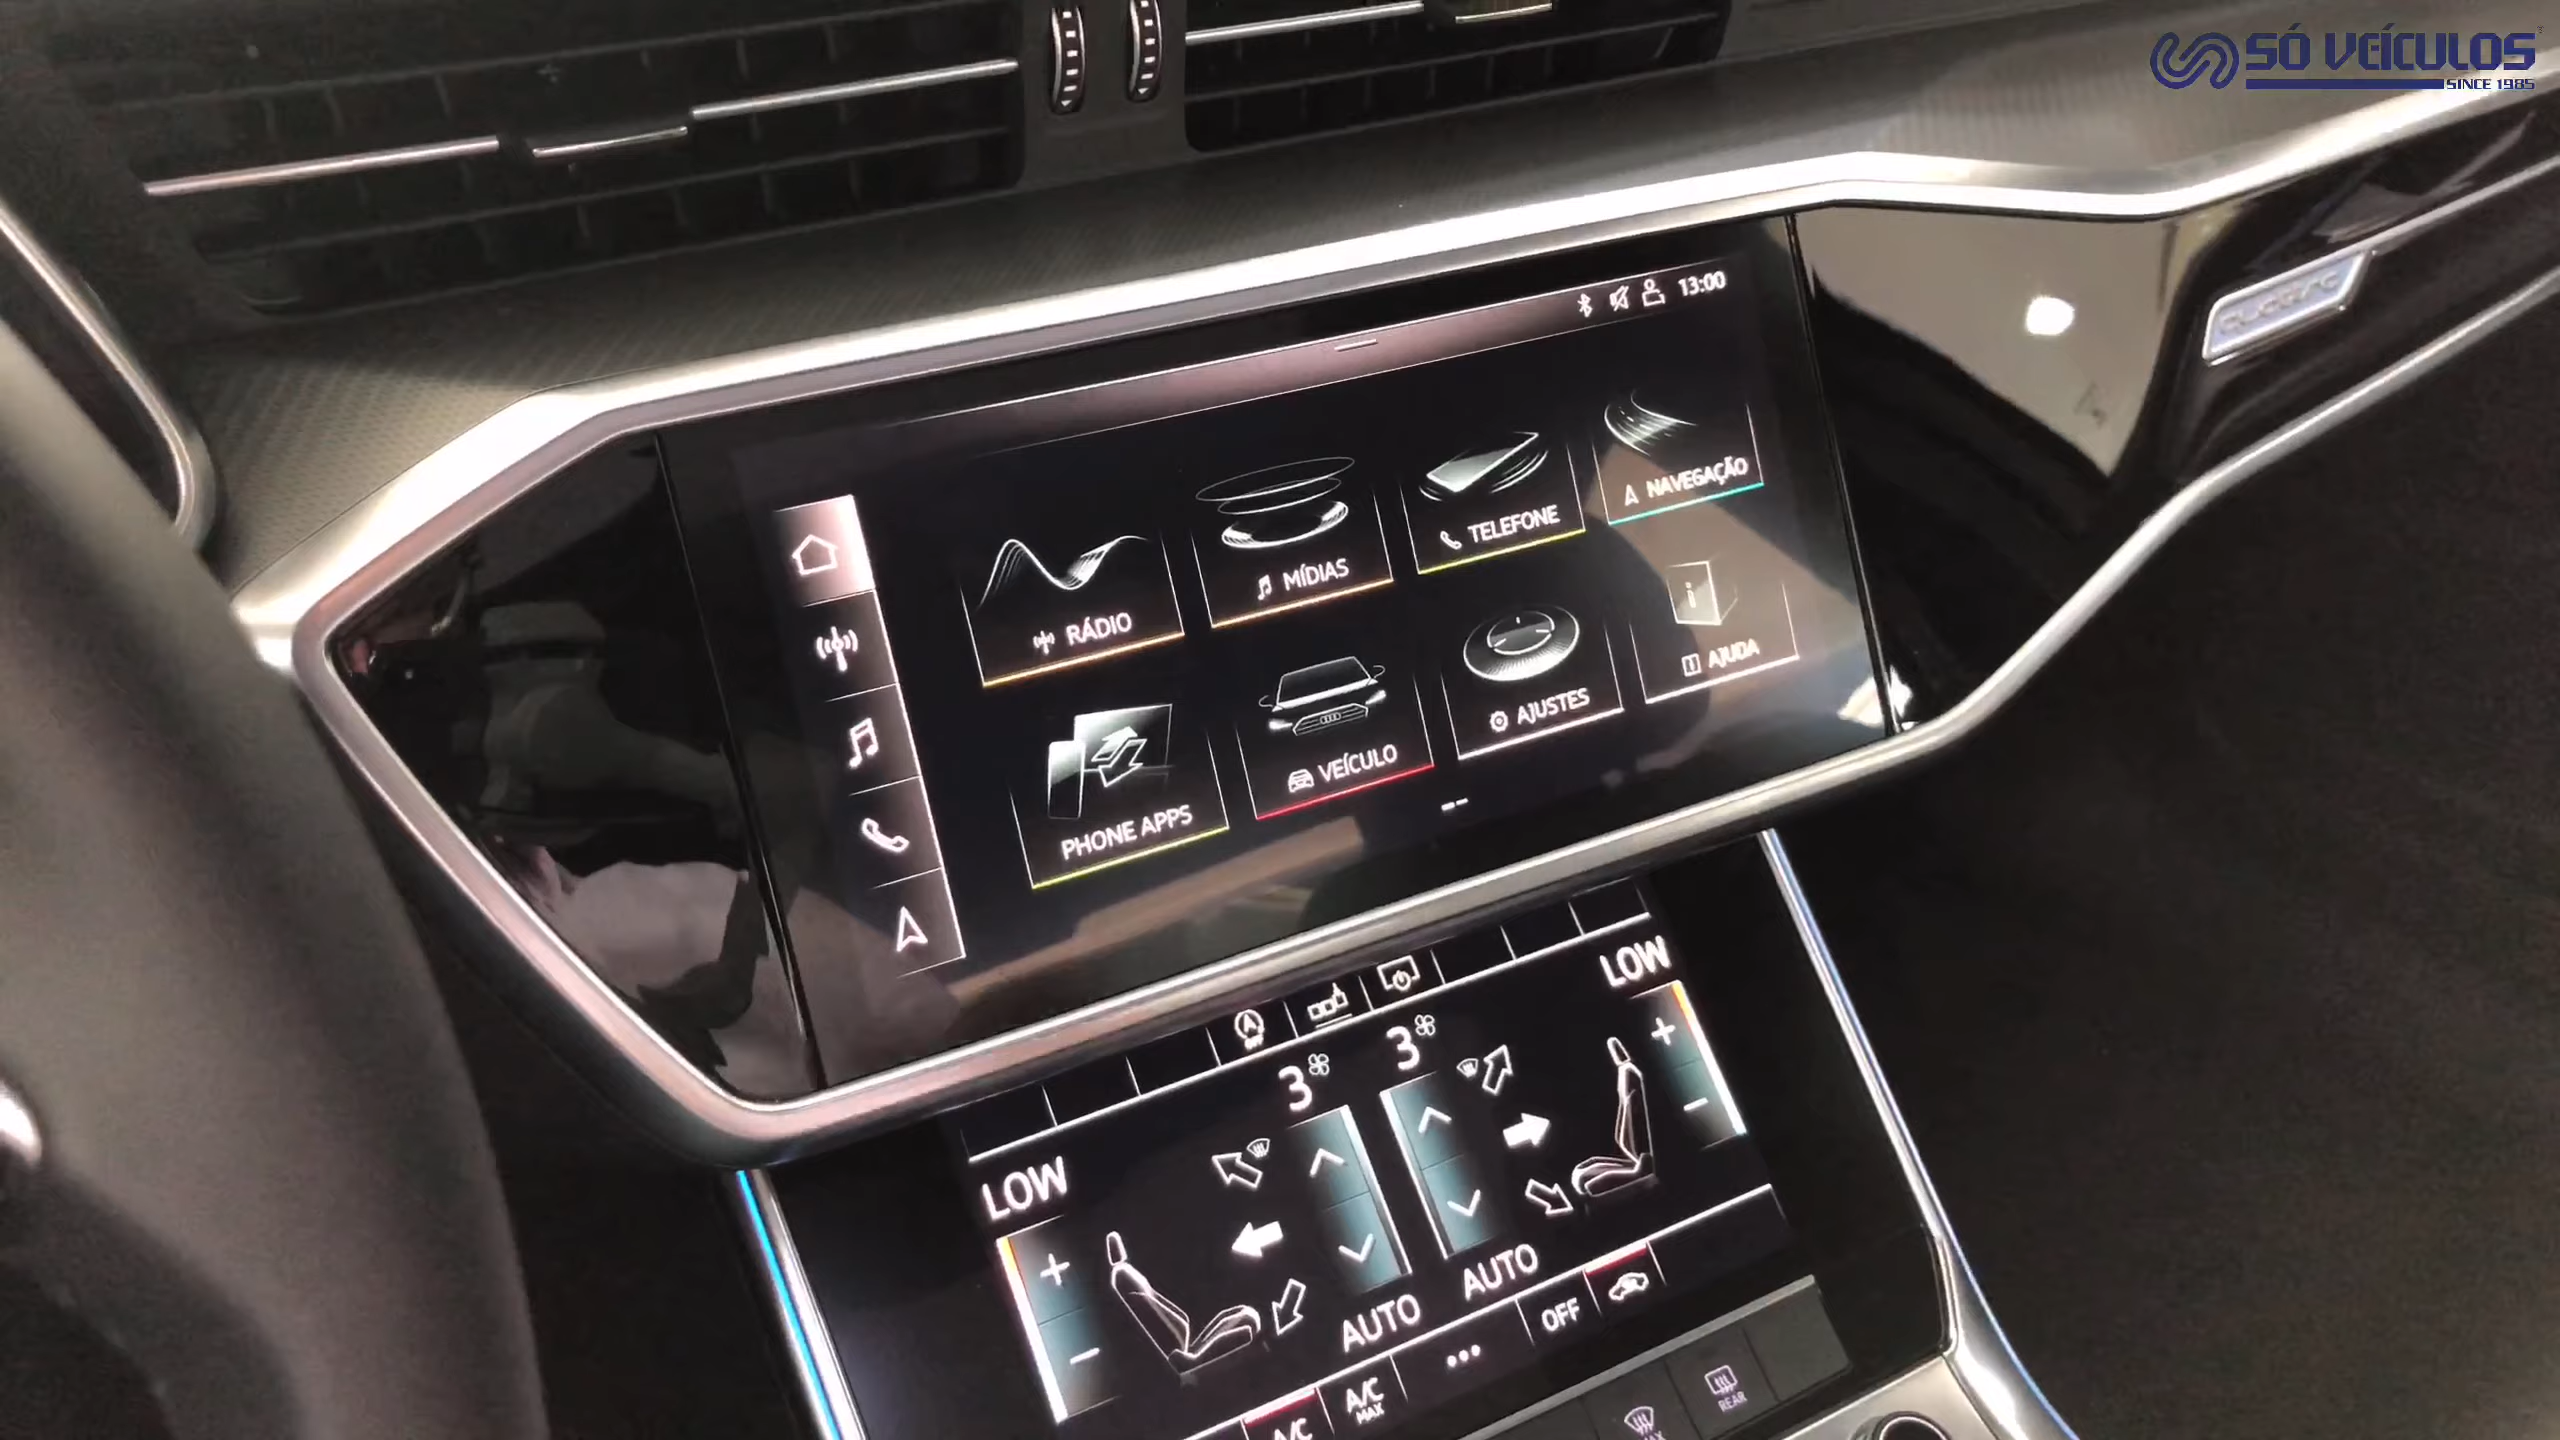 SÓ VEÍCULOS
SINCE 1985
quattro
13:00
RÁDIO
MÍDIAS
TELEFONE
NAVEGAÇÃO
PHONE APPS
VEÍCULO
AJUSTES
AJUDA
LOW
3
3
LOW
AUTO
AUTO
A/C
A/C
MAX
•••
OFF
REAR